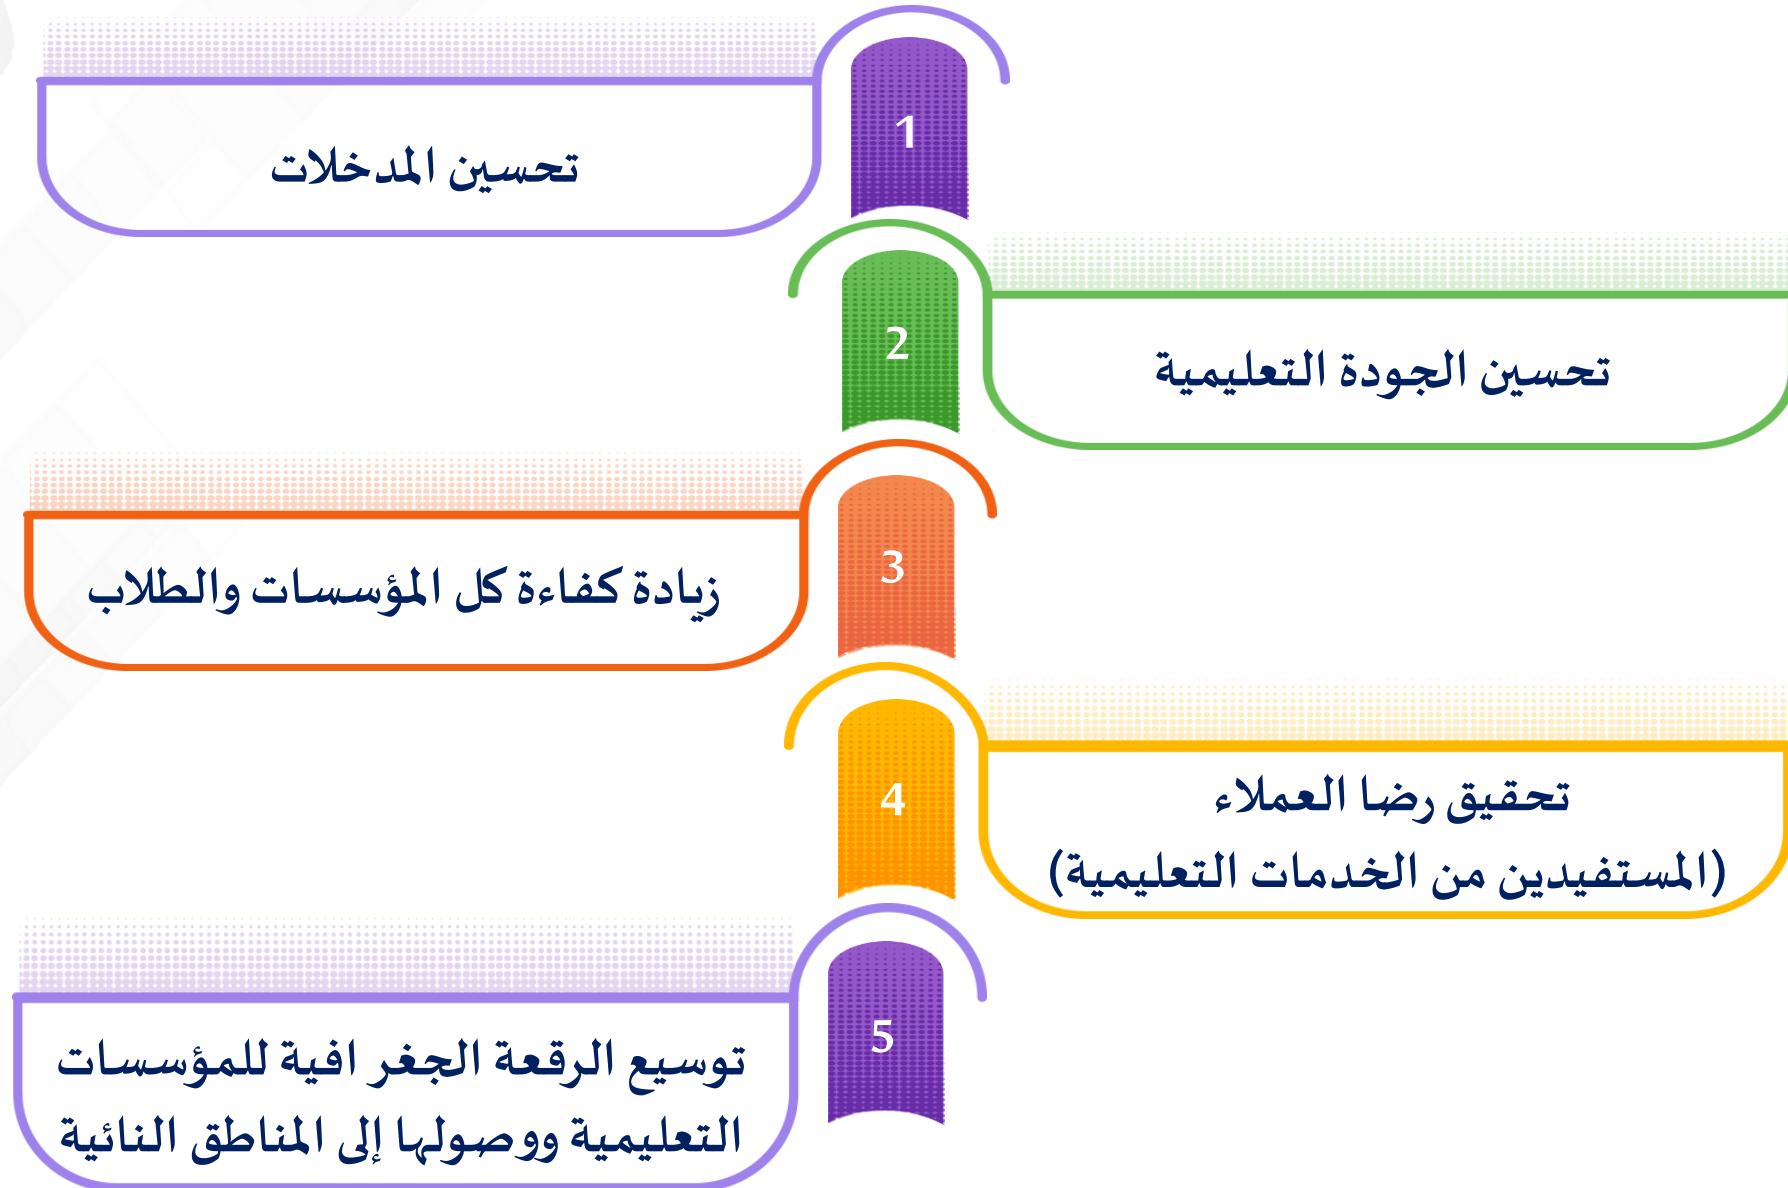 1
تحسين المدخلات
2
تحسين الجودة التعليمية
3
زيادة كفاءة كل المؤسسات والطلاب
4
تحقيق رضا العملاء
(المستفيدين من الخدمات التعليمية)
5
توسيع الرقعة الجغر افية للمؤسسات
التعليمية ووصولها إلى المناطق النائية